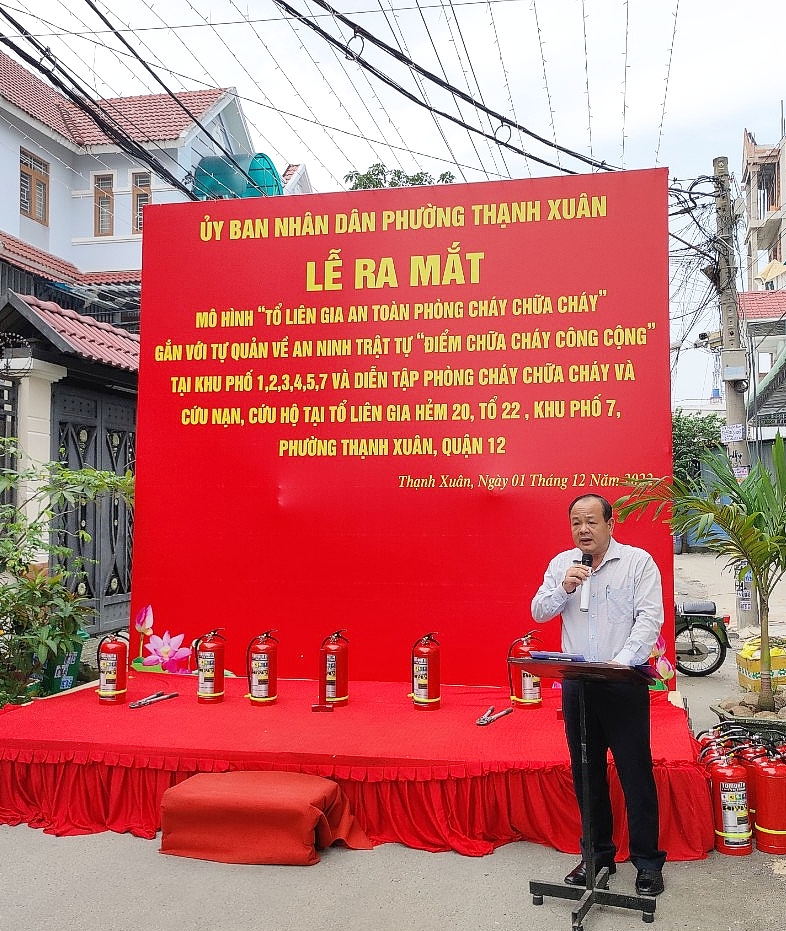 ỦY BAN NHÂN DÂN PHƯỜNG THẠNH XUÂN
LỄ RA MẮT
MÔ HÌNH “TỔ LIÊN GIA AN TOÀN PHÒNG CHÁY CHỮA CHÁY”
GẮN VỚI TỰ QUẢN VỀ AN NINH TRẬT TỰ “ĐIỂM CHỮA CHÁY CÔNG CỘNG”
TẠI KHU PHỐ 1,2,3,4,5,7 VÀ DIỄN TẬP PHÒNG CHÁY CHỮA CHÁY VÀ
CỨU NẠN, CỨU HỘ TẠI TỔ LIÊN GIA HẺM 20, TỔ 22 , KHU PHỐ 7,
PHƯỜNG THẠNH XUÂN, QUẬN 12
Thạnh Xuân, Ngày 01 Tháng 12 Năm 2022